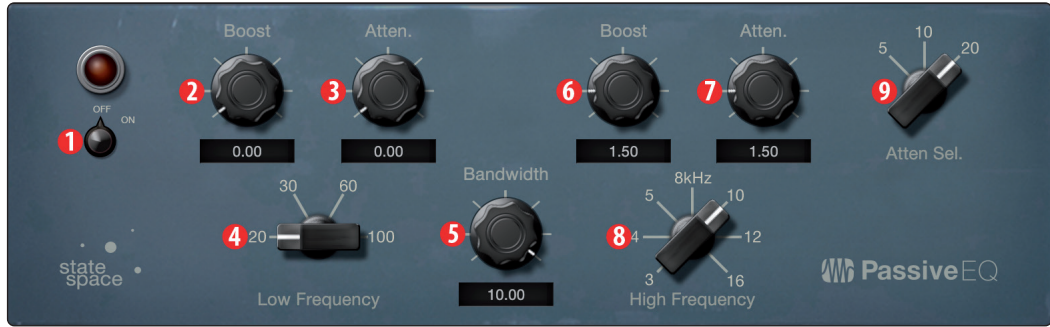 Boost
Atten.
Boost
Atten.
5
10
20
OFF
ON
1
2
3
6
7
9
0.00
0.00
1.50
1.50
Atten Sel.
30
60
Bandwidth
8kHz
5
10
4
20
100
5
8
4
12
3
16
state
space
Low Frequency
10.00
High Frequency
PassiveEQ